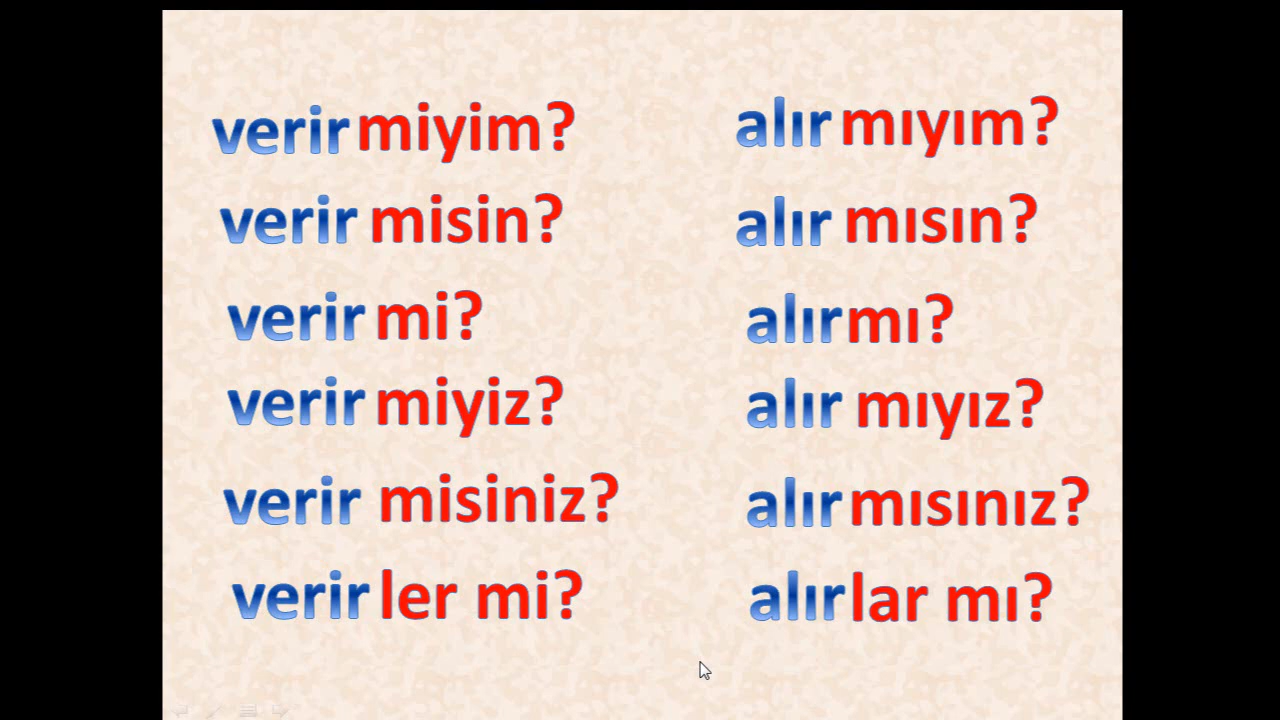 verir miyim? alır mıyım?
verir misin? alır mısın?
verir mi? alır mı?
verir miyiz? alır mıyız?
verir misiniz? alır mısınız?
verirler mi? alırlar mı?